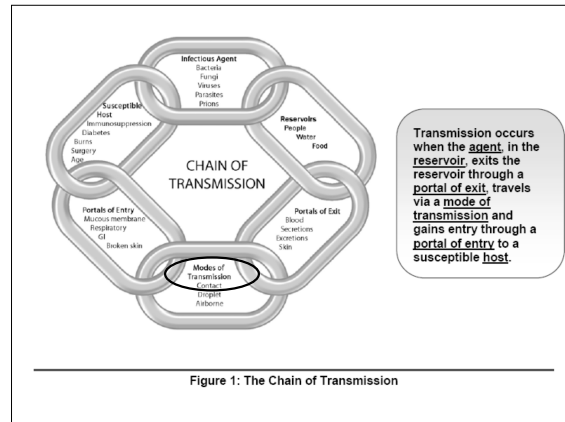 Infectious Agent
Bacteria
Fungi
Viruses
Parasites
Prions
Reservoirs
People
Water
Food
Portals of Exit
Blood
Secretions
Excretions
Skin
Modes of
Transmission
Contact
Droplet
Airborne
Portals of Entry
Mucous membrane
Respiratory
GI
Broken skin
Susceptible
Host
Immunosuppression
Diabetes
Burns
Surgery
Age
CHAIN OF
TRANSMISSION
Transmission occurs
when the agent, in the
reservoir, exits the
reservoir through a
portal of exit, travels
via a mode of
transmission and
gains entry through a
portal of entry to a
susceptible host.
Figure 1: The Chain of Transmission